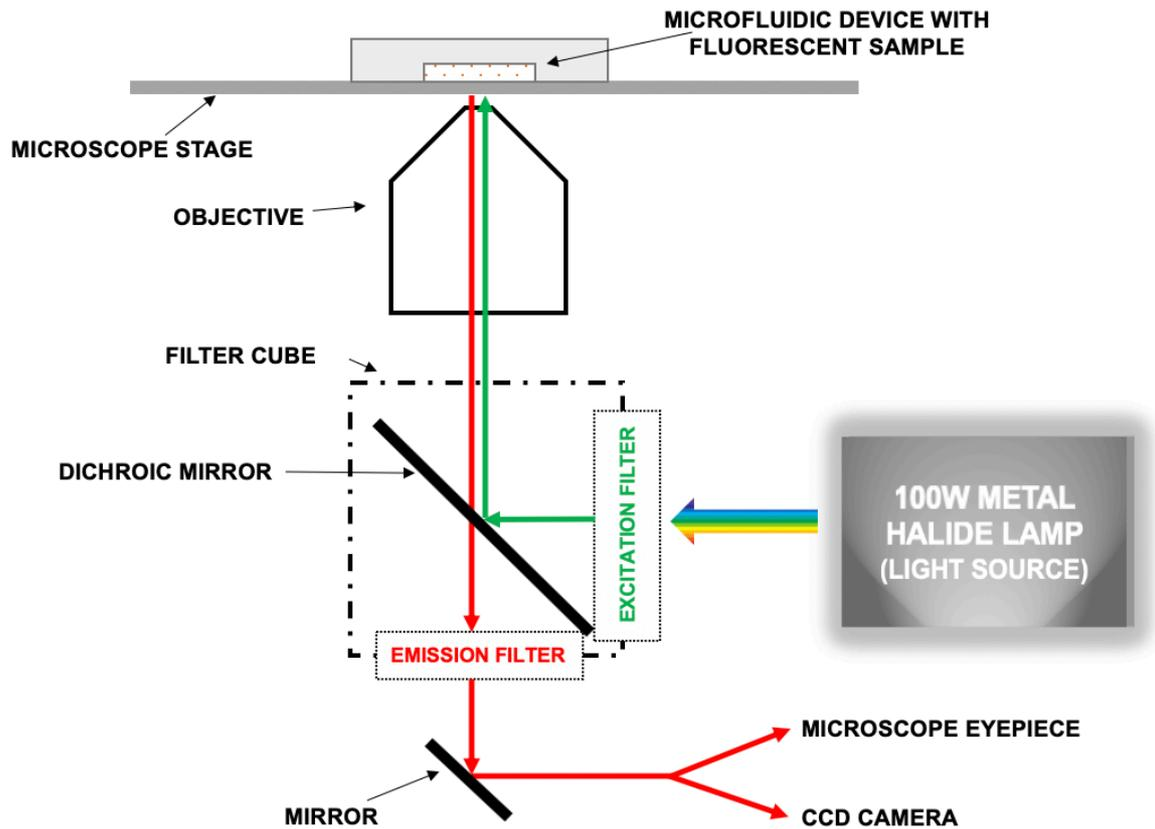 MICROFLUIDIC DEVICE WITH
FLUORESCENT SAMPLE
MICROSCOPE STAGE
OBJECTIVE
FILTER CUBE
DICHROIC MIRROR
EXCITATION FILTER
100W METAL
HALIDE LAMP
(LIGHT SOURCE)
EMISSION FILTER
MICROSCOPE EYEPIECE
MIRROR
CCD CAMERA